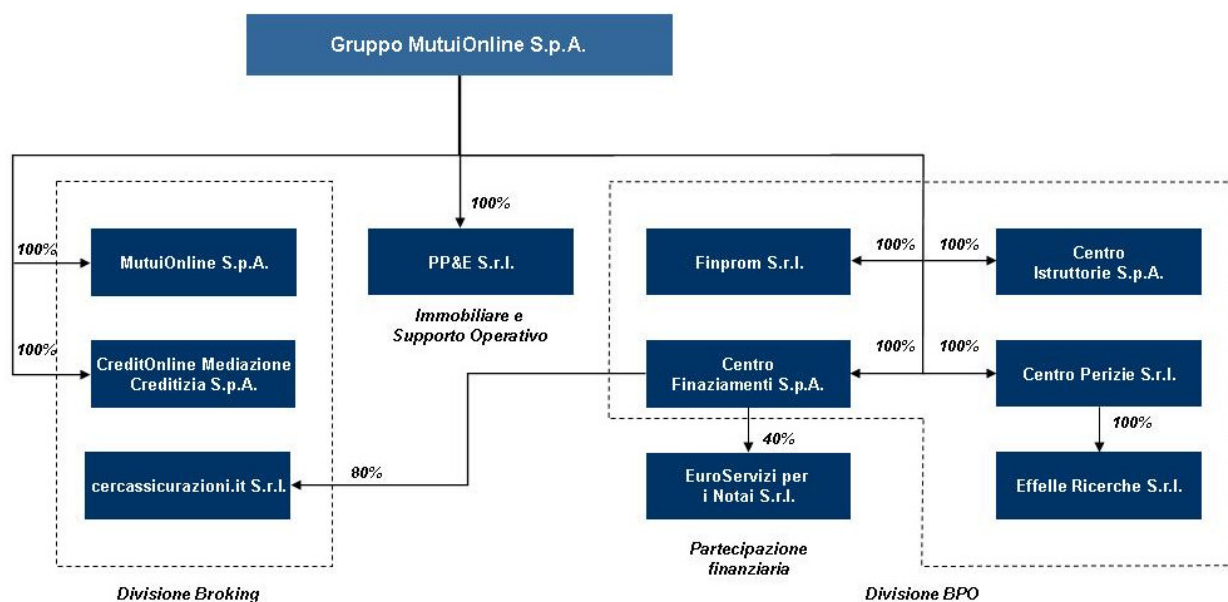 Gruppo MutuiOnline S.p.A.
100%
100%
MutuiOnline S.p.A.
PP&E S.r.l.
Finprom S.r.l.
100%
100%
Centro
Istruttorie S.p.A.
Immobiliare e
Supporto Operativo
100%
CreditOnline Mediazione
Creditizia S.p.A.
Centro
Finaziamenti S.p.A.
100%
100%
Centro Perizie S.r.l.
40%
100%
cercassicurazioni.it S.r.l.
80%
EuroServizi per
i Notai S.r.l.
Effelle Ricerche S.r.l.
Partecipazione
finanziaria
Divisione Broking
Divisione BPO